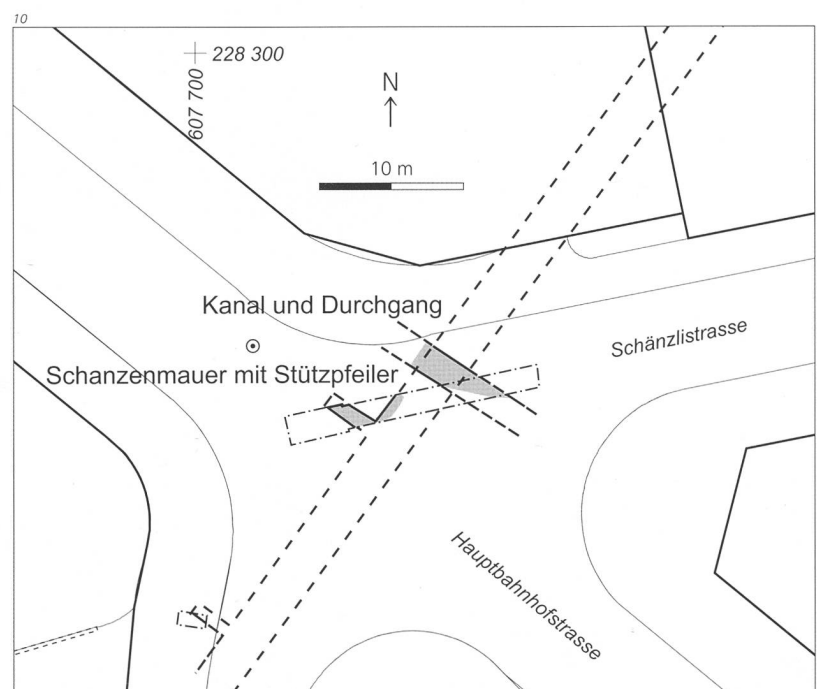 10
228 300
607 700
N
10 m
Kanal und Durchgang
Schänzlistrasse
Schanzenmauer mit Stützpfeiler
Hauptbahnhofstrasse